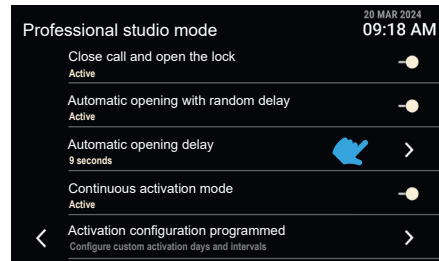 20 MAR 2024
Professional studio mode
09:18 AM
Close call and open the lock
Active
Automatic opening with random delay
Active
Automatic opening delay
9 seconds
Continuous activation mode
Active
Activation configuration programmed
Configure custom activation days and intervals